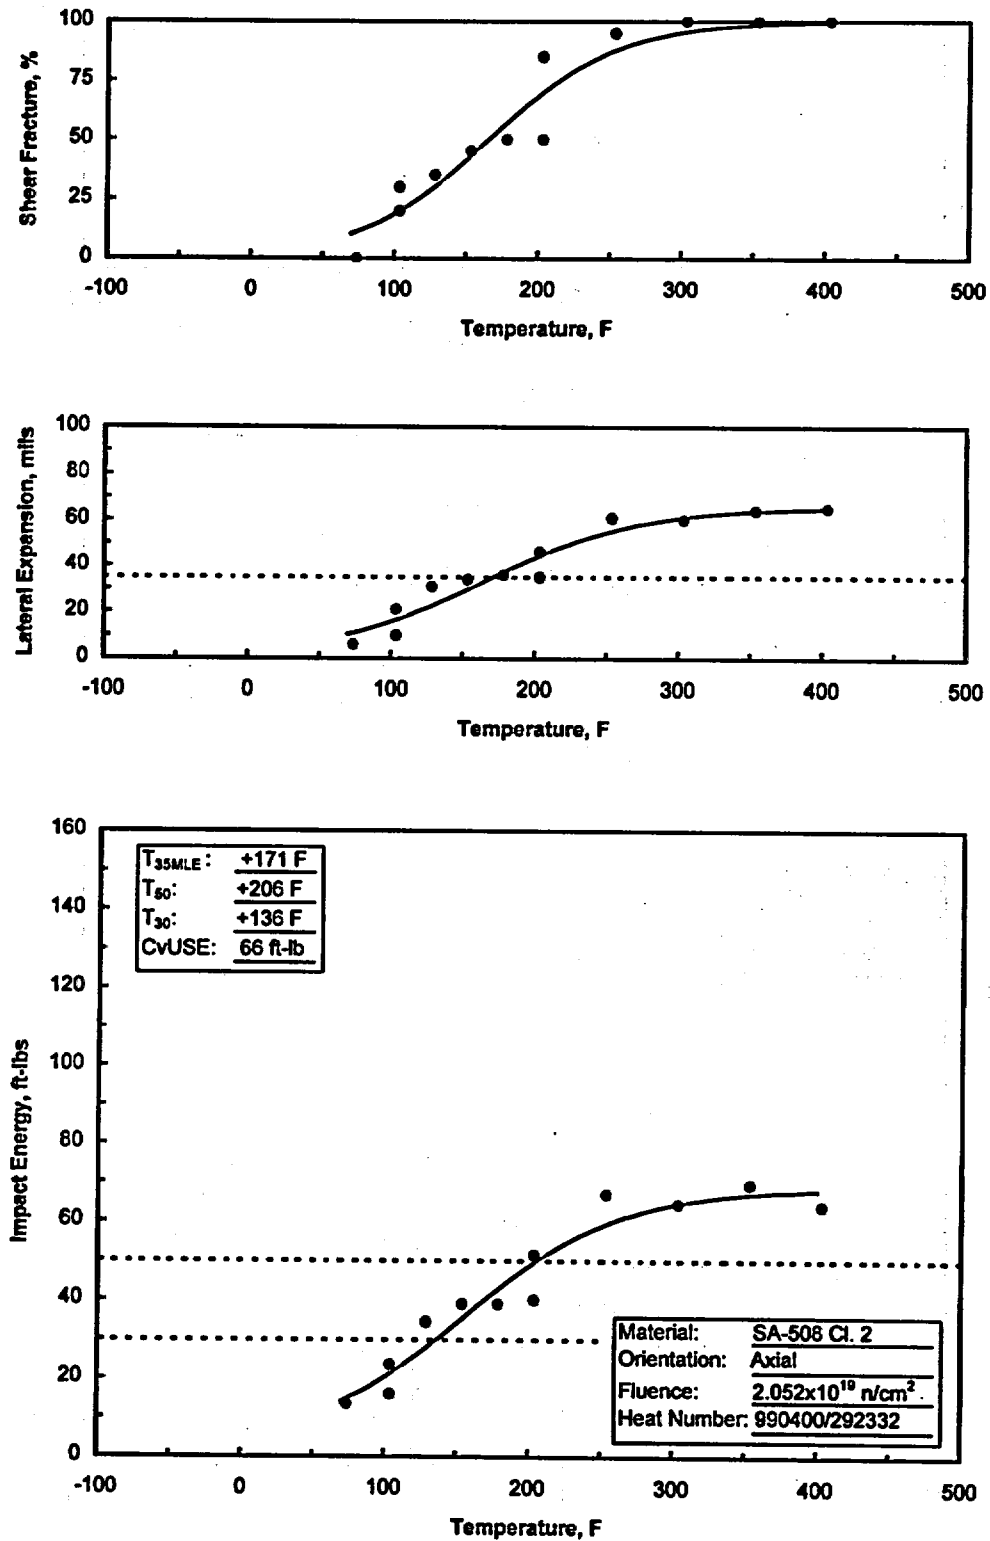 100
75
50
25
0
Shear Fracture, %
-100 0 100 200 300 400 500
Temperature, F
100
80
60
40
20
0
Lateral Expansion, mils
-100 0 100 200 300 400 500
Temperature, F
160
140
120
100
80
60
40
20
0
Impact Energy, ft-lbs
T35MLE: +171 F
T50: +206 F
T30: +136 F
CvUSE: 66 ft-lb
Material: SA-508 Cl. 2
Orientation: Axial
Fluence: 2.052x10¹⁹ n/cm²
Heat Number: 990400/292332
-100 0 100 200 300 400 500
Temperature, F